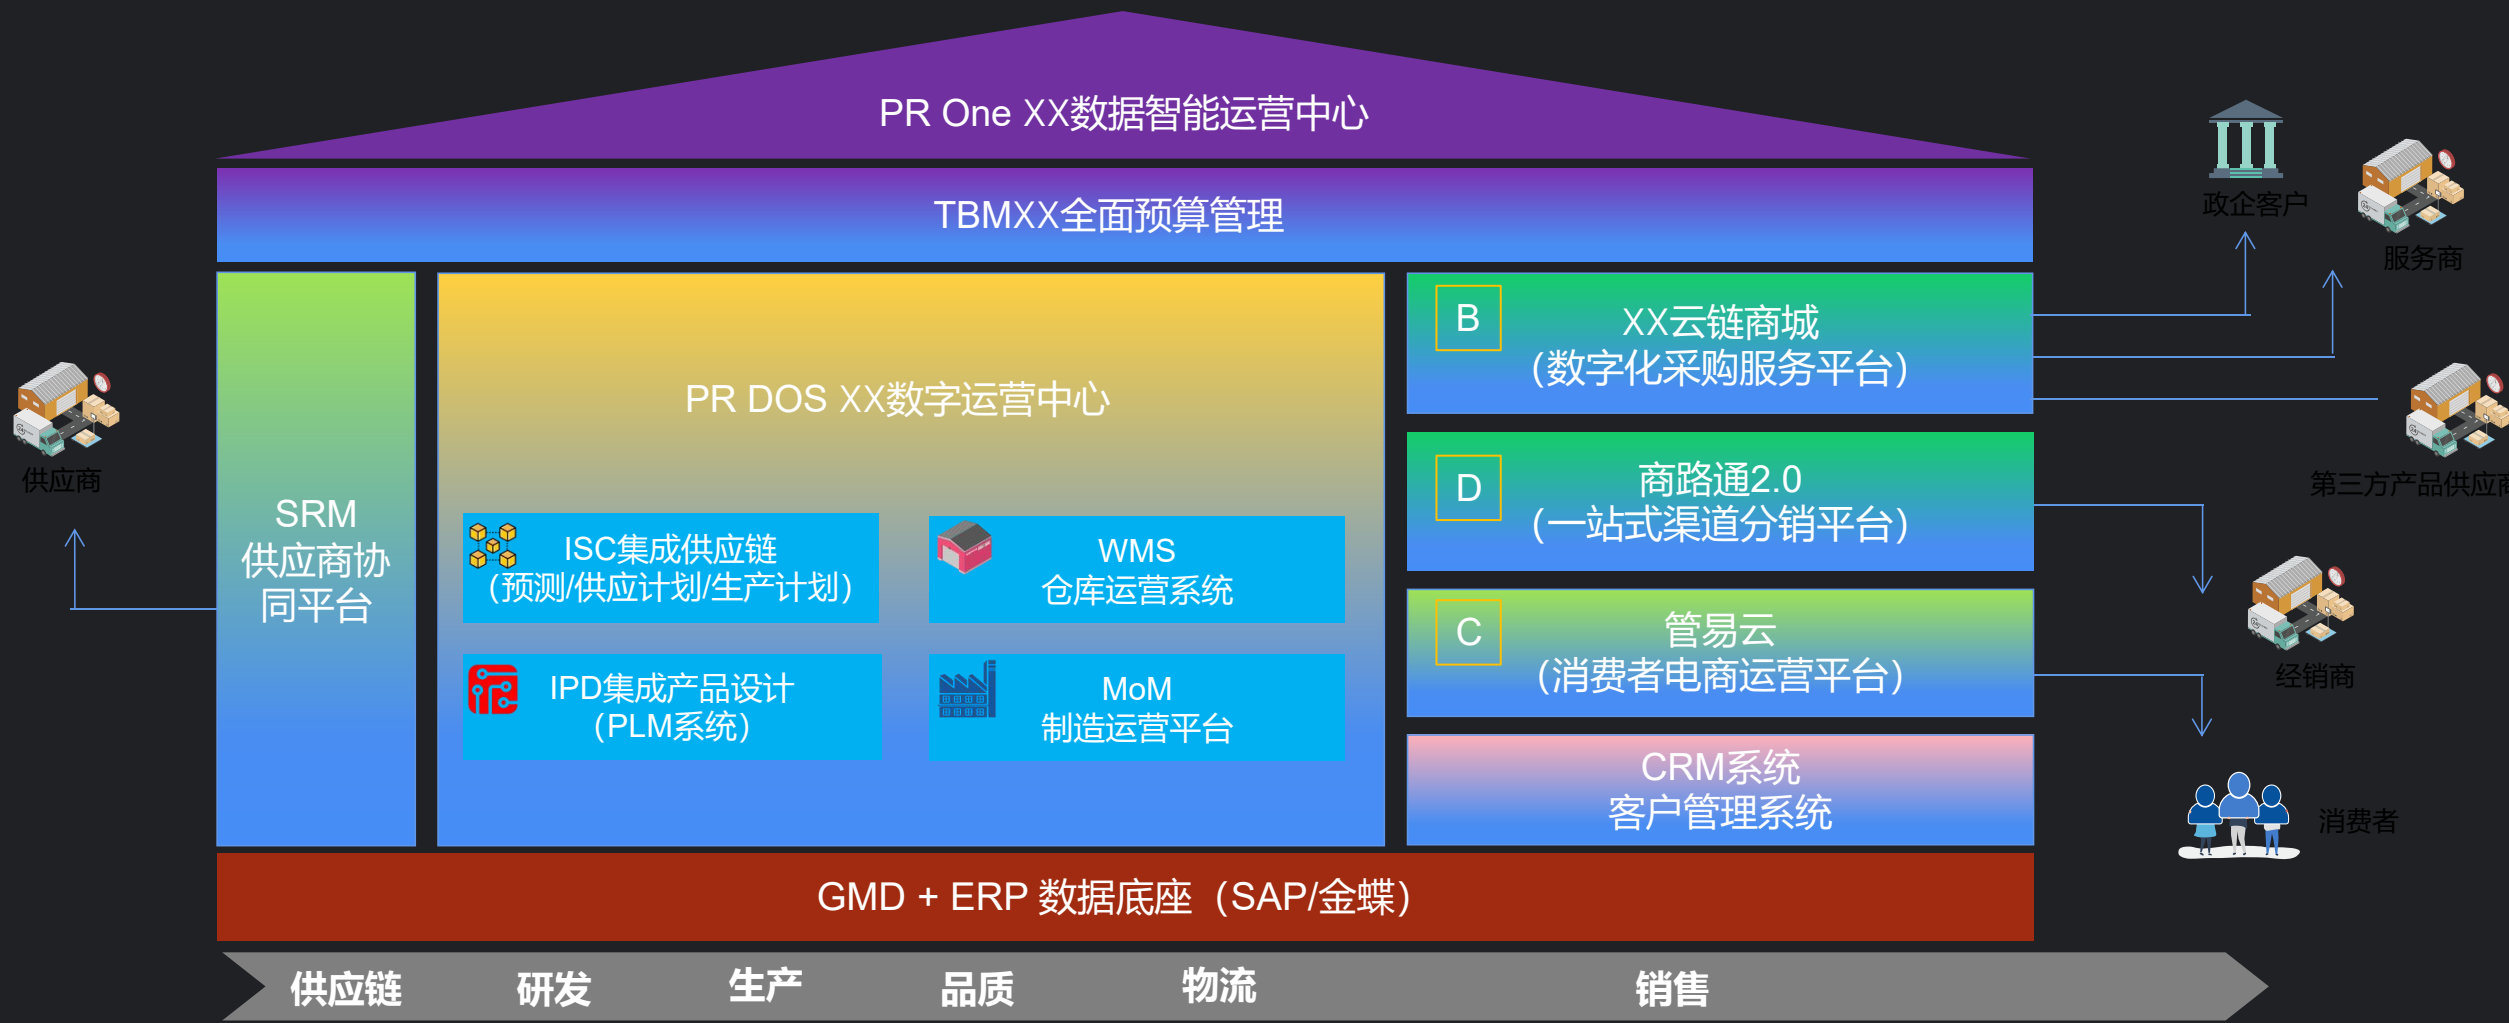 PR One XX数据智能运营中心
TBMXX全面预算管理
政企客户
服务商
供应商
SRM
供应商协
同平台
PR DOS XX数字运营中心
ISC集成供应链
（预测/供应计划/生产计划）
WMS
仓库运营系统
IPD集成产品设计
（PLM系统）
MoM
制造运营平台
B
XX云链商城
（数字化采购服务平台）
第三方产品供应商
D
商路通2.0
（一站式渠道分销平台）
经销商
C
管易云
（消费者电商运营平台）
CRM系统
客户管理系统
消费者
GMD + ERP 数据底座（SAP/金蝶）
供应链
研发
生产
品质
物流
销售